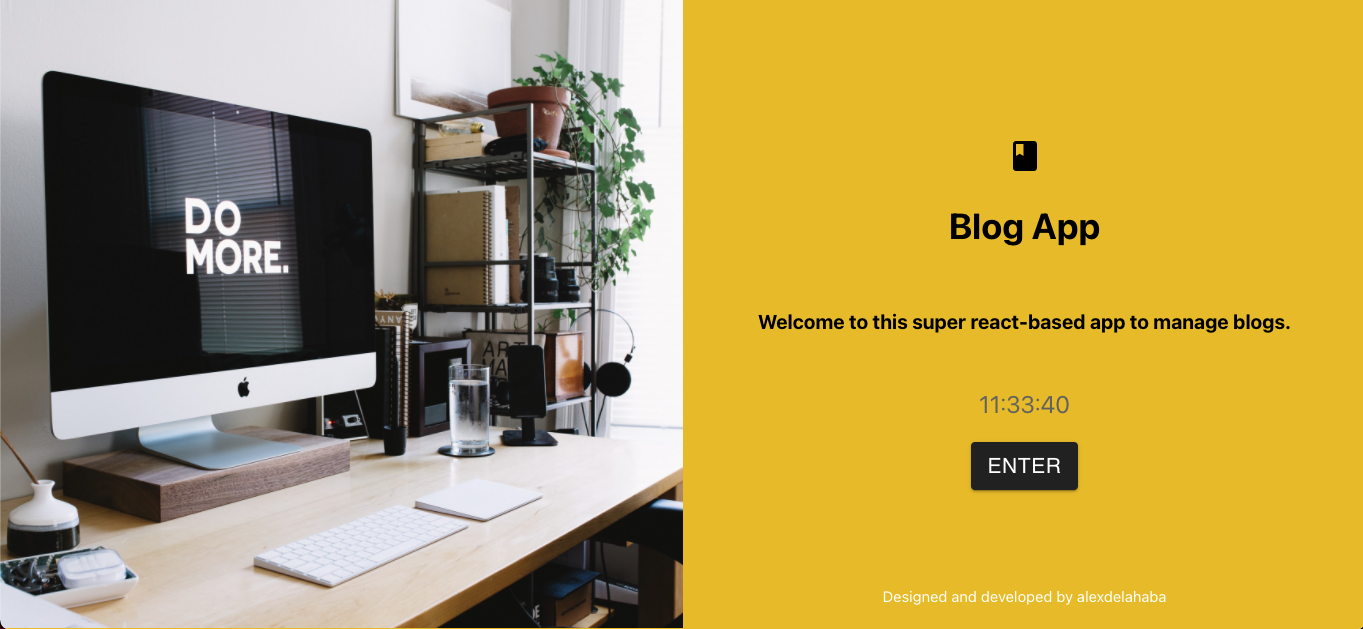 DO
MORE.
Blog App
Welcome to this super react-based app to manage blogs.
11:33:40
ENTER
Designed and developed by alexdelahaba